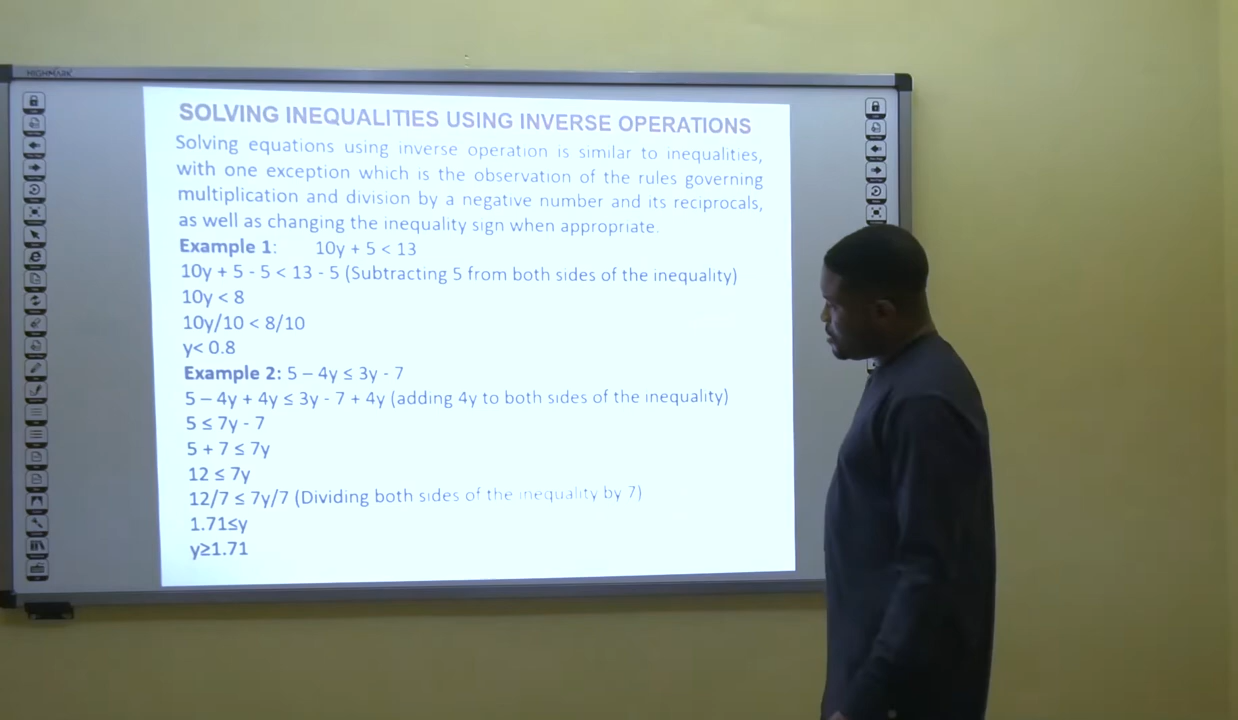 HIGHMARK
SOLVING INEQUALITIES USING INVERSE OPERATIONS
Solving equations using inverse operation is similar to inequalities,
with one exception which is the observation of the rules governing
multiplication and division by a negative number and its reciprocals,
as well as changing the inequality sign when appropriate.
Example 1: 10y + 5 < 13
10y + 5 - 5 < 13 - 5 (Subtracting 5 from both sides of the inequality)
10y < 8
10y/10 < 8/10
y< 0.8
Example 2: 5 – 4y ≤ 3y - 7
5 – 4y + 4y ≤ 3y - 7 + 4y (adding 4y to both sides of the inequality)
5 ≤ 7y - 7
5 + 7 ≤ 7y
12 ≤ 7y
12/7 ≤ 7y/7 (Dividing both sides of the inequality by 7)
1.71≤y
y≥1.71